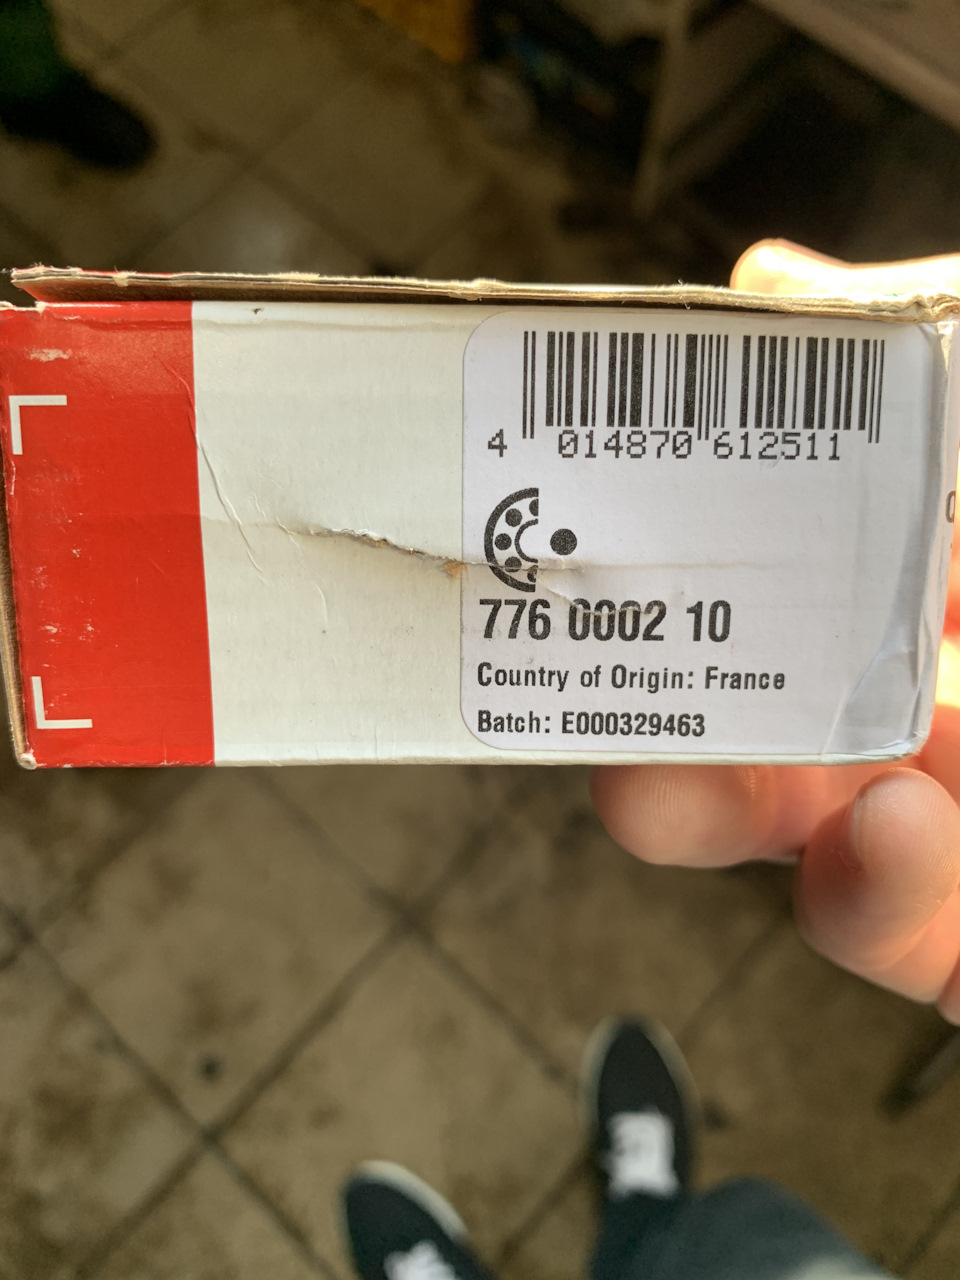 4 014870 612511
776 0002 10
Country of Origin: France
Batch: E000329463